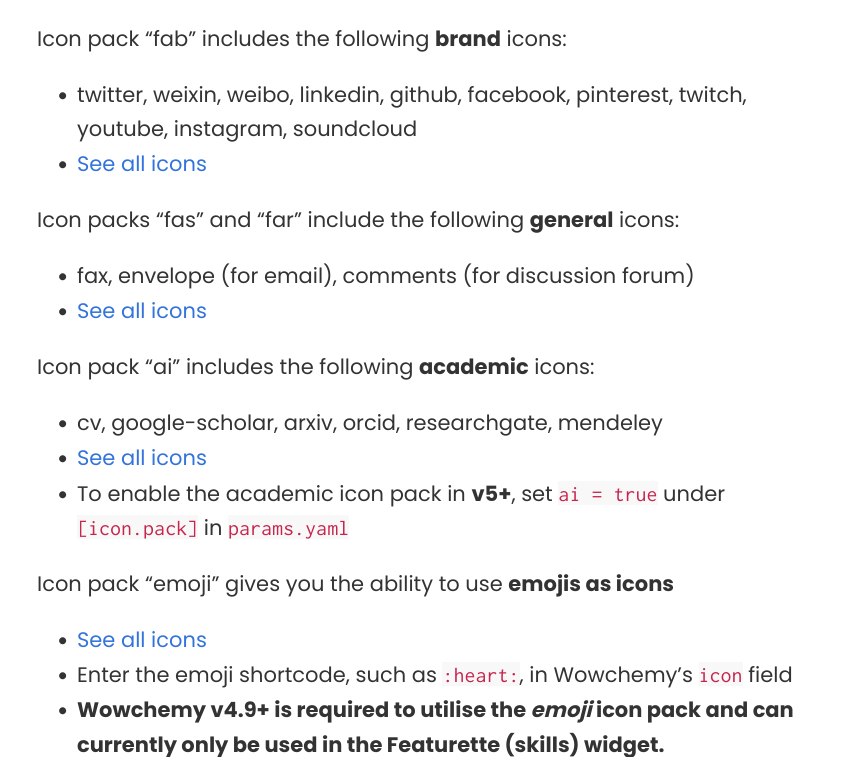 Icon pack “fab” includes the following brand icons:
• twitter, weixin, weibo, linkedin, github, facebook, pinterest, twitch,
youtube, instagram, soundcloud
• See all icons
Icon packs “fas” and “far” include the following general icons:
• fax, envelope (for email), comments (for discussion forum)
• See all icons
Icon pack “ai” includes the following academic icons:
• cv, google-scholar, arxiv, orcid, researchgate, mendeley
• See all icons
• To enable the academic icon pack in v5+, set ai = true under
[icon.pack] in params.yaml
Icon pack “emoji” gives you the ability to use emojis as icons
• See all icons
• Enter the emoji shortcode, such as :heart:, in Wowchemy’s icon field
• Wowchemy v4.9+ is required to utilise the emoji icon pack and can
currently only be used in the Featurette (skills) widget.